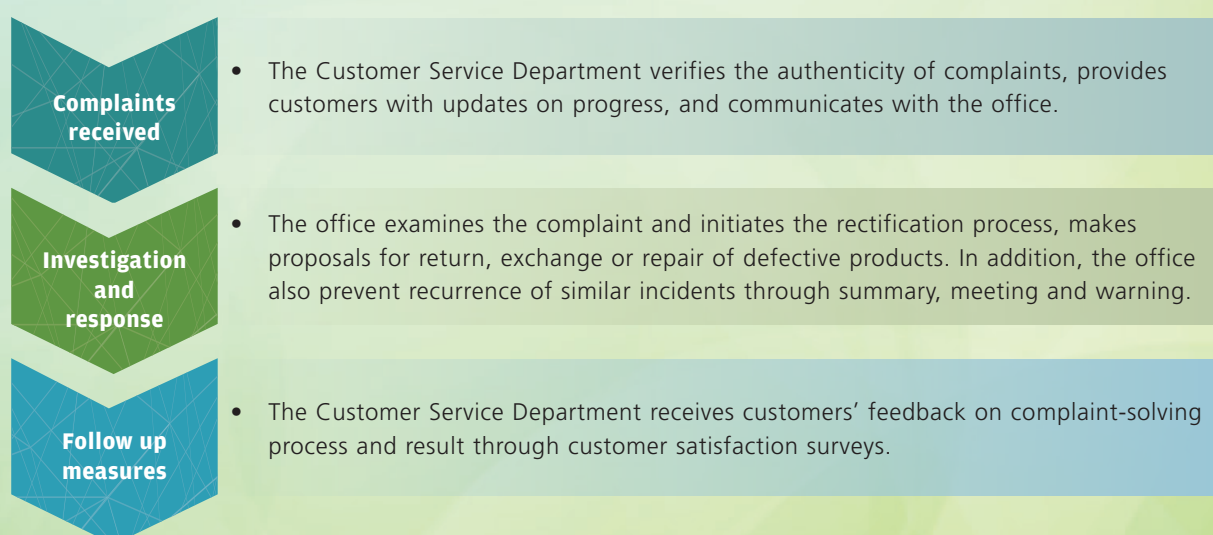 Complaints
received
• The Customer Service Department verifies the authenticity of complaints, provides
customers with updates on progress, and communicates with the office.
Investigation
and
response
• The office examines the complaint and initiates the rectification process, makes
proposals for return, exchange or repair of defective products. In addition, the office
also prevent recurrence of similar incidents through summary, meeting and warning.
Follow up
measures
• The Customer Service Department receives customers’ feedback on complaint-solving
process and result through customer satisfaction surveys.